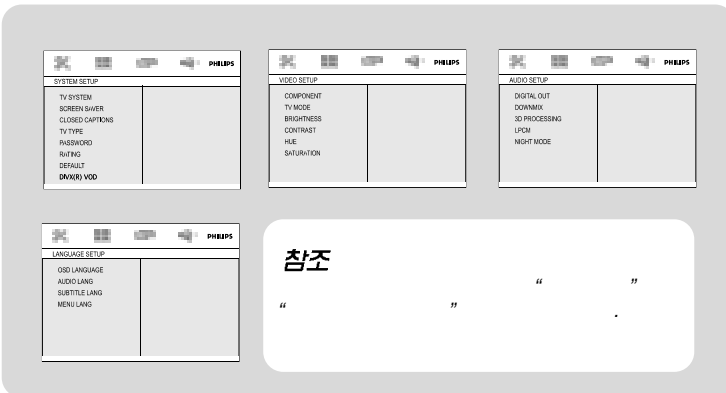 PHILIPS
SYSTEM SETUP
TV SYSTEM
SCREEN SAVER
CLOSED CAPTIONS
TV TYPE
PASSWORD
RATING
DEFAULT
DIVX(R) VOD
PHILIPS
VIDEO SETUP
COMPONENT
TV MODE
BRIGHTNESS
CONTRAST
HUE
SATURATION
PHILIPS
AUDIO SETUP
DIGITAL OUT
DOWNMIX
3D PROCESSING
LPCM
NIGHT MODE
PHILIPS
LANGUAGE SETUP
OSD LANGUAGE
AUDIO LANG
SUBTITLE LANG
MENU LANG
참조
“ ”
“ ” .